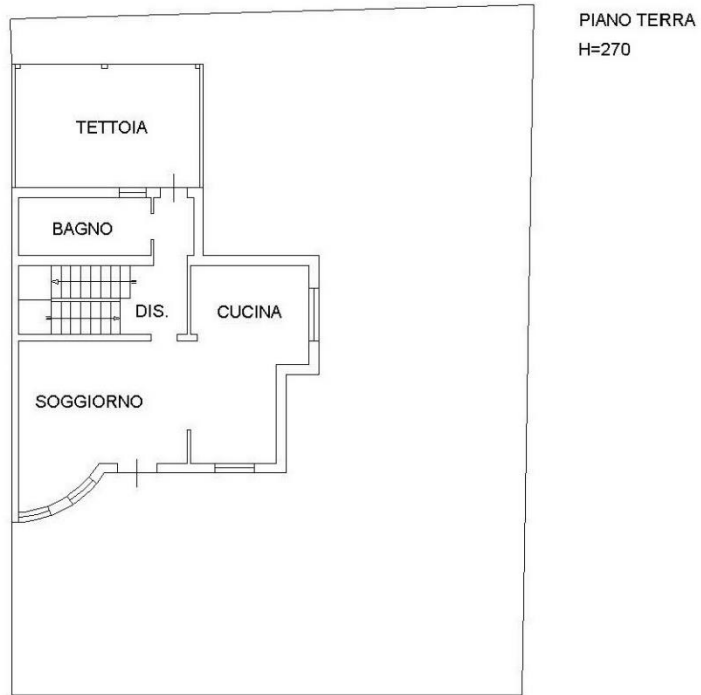 PIANO TERRA
H=270
TETTOIA
BAGNO
DIS.
CUCINA
SOGGIORNO